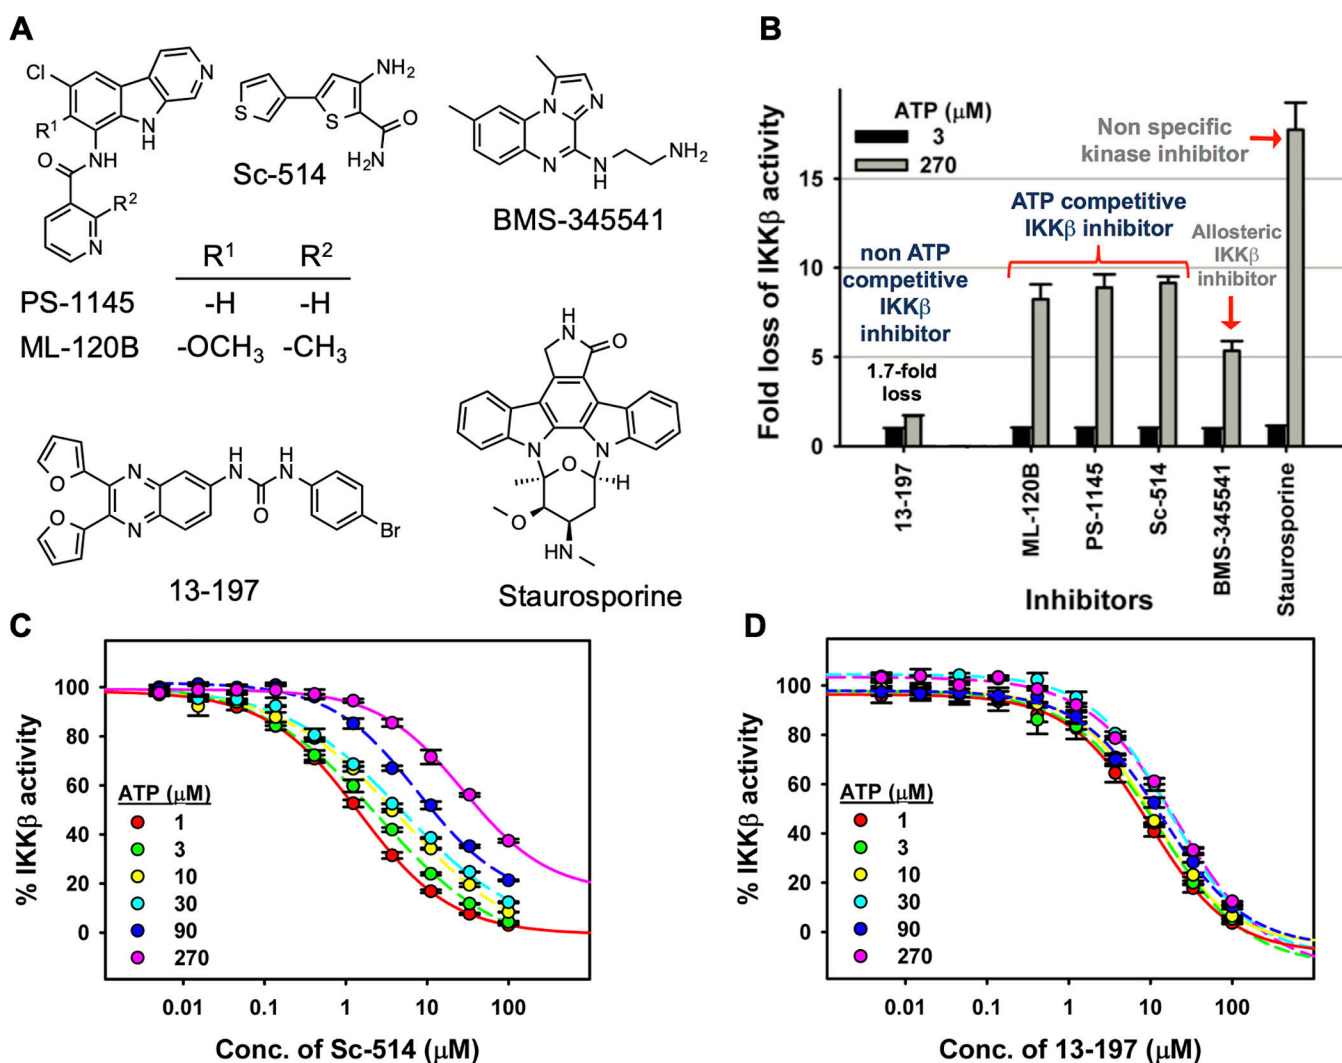 A
Cl
N
R¹
N
H
NH
O
R²
N
S
NH₂
S
O
NH₂
Sc-514
N
N
N
N
H
NH₂
BMS-345541
R¹ R²
PS-1145 -H -H
ML-120B -OCH₃ -CH₃
O
O
N
N
H
N
H
N
O
Br
13-197
H
N
O
N
N
O
H
O
HN
Staurosporine
B
Fold loss of IKKβ activity
15
10
5
0
ATP (μM)
3
270
Non specific
kinase inhibitor
ATP competitive
IKKβ inhibitor
Allosteric
IKKβ
inhibitor
non ATP
competitive
IKKβ
inhibitor
1.7-fold
loss
13-197
ML-120B
PS-1145
Sc-514
BMS-345541
Staurosporine
Inhibitors
C
% IKKβ activity
100
80
60
40
20
0
ATP (μM)
1
3
10
30
90
270
0.01 0.1 1 10 100
Conc. of Sc-514 (μM)
D
% IKKβ activity
100
80
60
40
20
0
ATP (μM)
1
3
10
30
90
270
0.01 0.1 1 10 100
Conc. of 13-197 (μM)